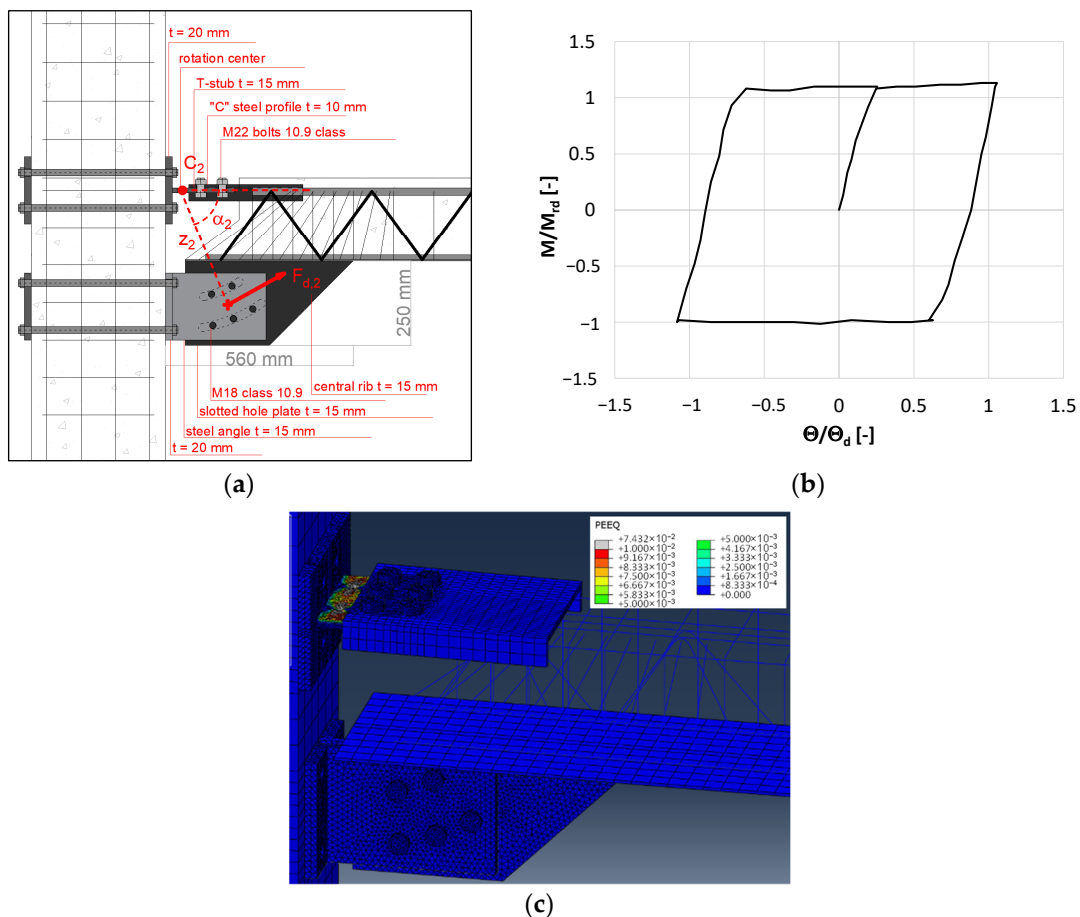 t = 20 mm
rotation center
T-stub t = 15 mm
"C" steel profile t = 10 mm
M22 bolts 10.9 class
C2
α2
z2
Fd,2
250 mm
560 mm
central rib t = 15 mm
M18 class 10.9
slotted hole plate t = 15 mm
steel angle t = 15 mm
t = 20 mm
(a)
1.5
1
0.5
0
−0.5
−1
−1.5
M/Mrd [-]
−1.5 −1 −0.5 0 0.5 1 1.5
Θ/Θd [-]
(b)
PEEQ
+7.432×10⁻²
+1.000×10⁻²
+9.167×10⁻³
+8.333×10⁻³
+7.500×10⁻³
+6.667×10⁻³
+5.833×10⁻³
+5.000×10⁻³
+5.000×10⁻³
+4.167×10⁻³
+3.333×10⁻³
+2.500×10⁻³
+1.667×10⁻³
+8.333×10⁻⁴
+0.000
(c)